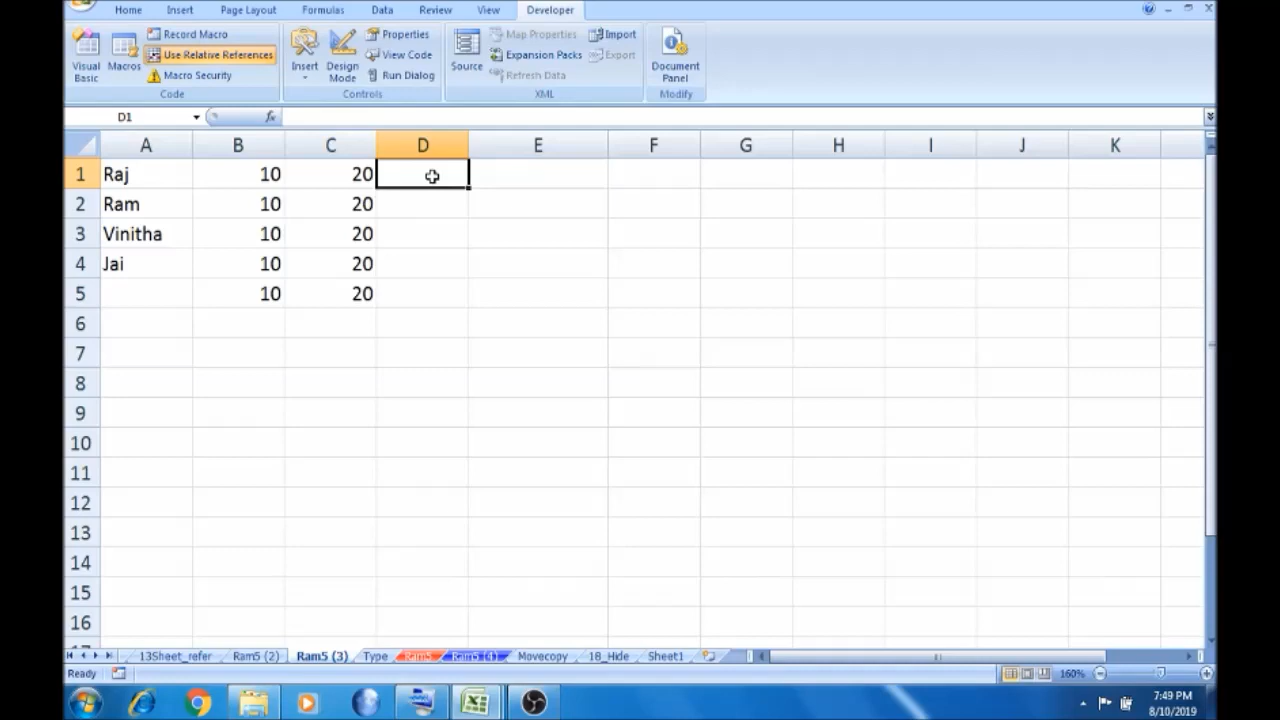 Home Insert Page Layout Formulas Data Review View Developer
Visual Basic
Macros
Record Macro
Use Relative References
Macro Security
Code
Insert
Design Mode
Properties
View Code
Run Dialog
Controls
Source
Map Properties
Expansion Packs
Refresh Data
Import
Export
XML
Document Panel
Modify
D1 fx
A B C D E F G H I J K
1 Raj 10 20
2 Ram 10 20
3 Vinitha 10 20
4 Jai 10 20
5 10 20
6
7
8
9
10
11
12
13
14
15
16
13Sheet_refer Ram5 (2) Ram5 (3) Type Ram5 Ram5 (4) Movecopy 18_Hide Sheet1
Ready 160%
7:49 PM
8/10/2019